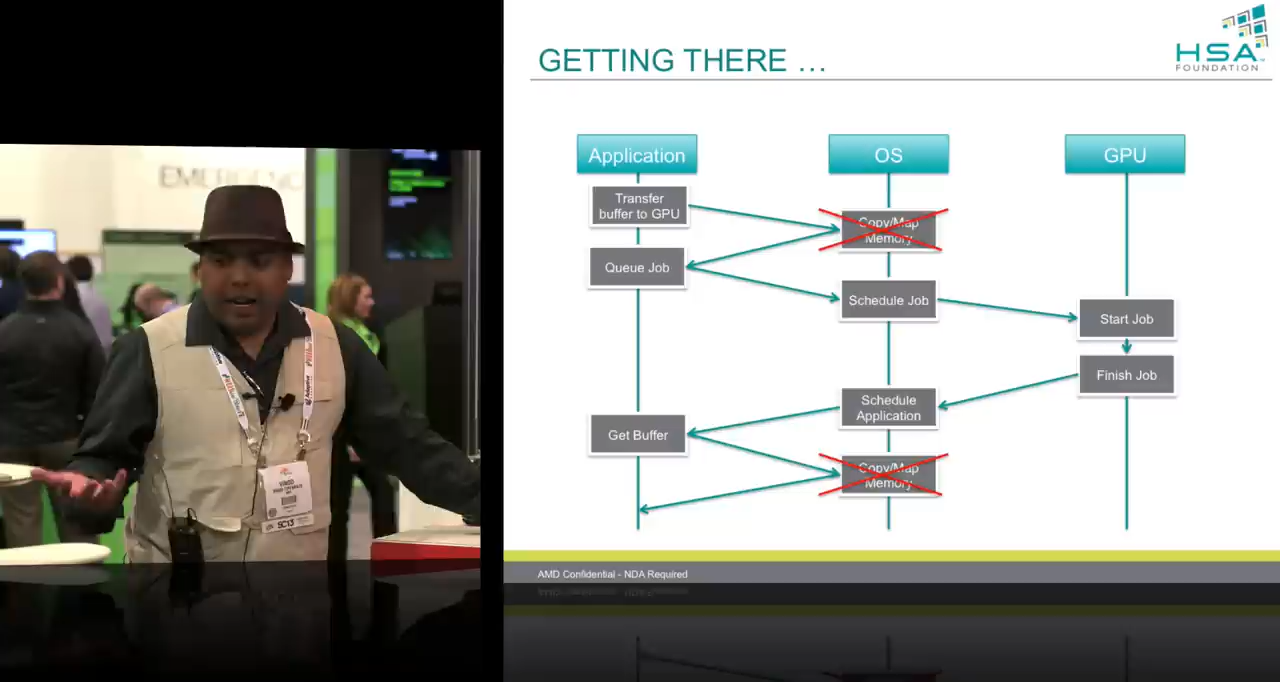 GETTING THERE …
HSA
FOUNDATION
Application
OS
GPU
Transfer
buffer to GPU
Copy/Map
Memory
Queue Job
Schedule Job
Start Job
Finish Job
Schedule
Application
Get Buffer
Copy/Map
Memory
AMD Confidential - NDA Required
EMERGENC
SC13